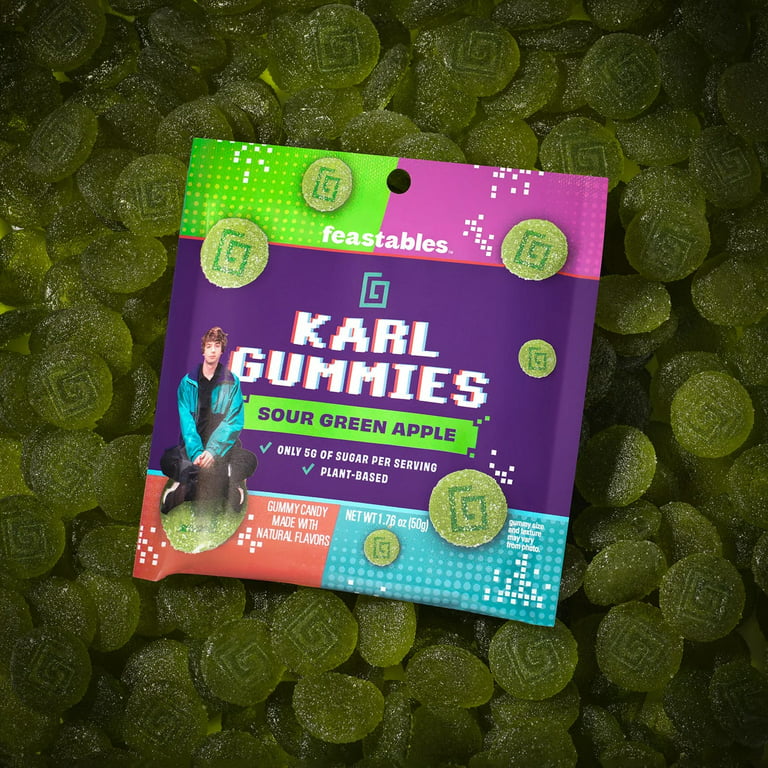 feastables™
KARL
GUMMIES
SOUR GREEN APPLE
✓ ONLY 5G OF SUGAR PER SERVING
✓ PLANT-BASED
GUMMY CANDY
MADE WITH
NATURAL FLAVORS
NET WT 1.76 oz (50g)
gummy size
and texture
may vary
from photo.